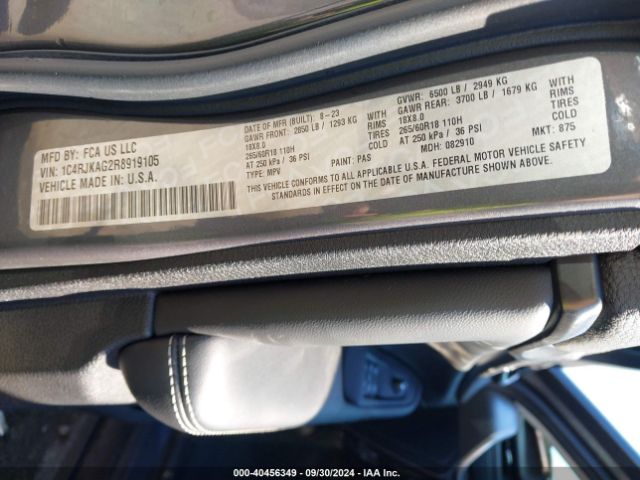 MFD BY: FCA US LLC
VIN: 1C4RJKAG2R8919105
VEHICLE MADE IN U.S.A.
DATE OF MFR (BUILT): 8-23
GAWR FRONT: 2850 LB / 1293 KG WITH
18X8.0 RIMS
265/60R18 110H TIRES
AT 250 kPa / 36 PSI COLD
TYPE: MPV PAINT: PAS
GVWR: 6500 LB / 2949 KG
GAWR REAR: 3700 LB / 1679 KG WITH
18X8.0 RIMS
265/60R18 110H TIRES
AT 250 kPa / 36 PSI COLD
MDH: 082910 MKT: 875
THIS VEHICLE CONFORMS TO ALL APPLICABLE U.S.A. FEDERAL MOTOR VEHICLE SAFETY
STANDARDS IN EFFECT ON THE DATE OF MANUFACTURE SHOWN ABOVE.
000-40456349 - 09/30/2024 - IAA Inc.